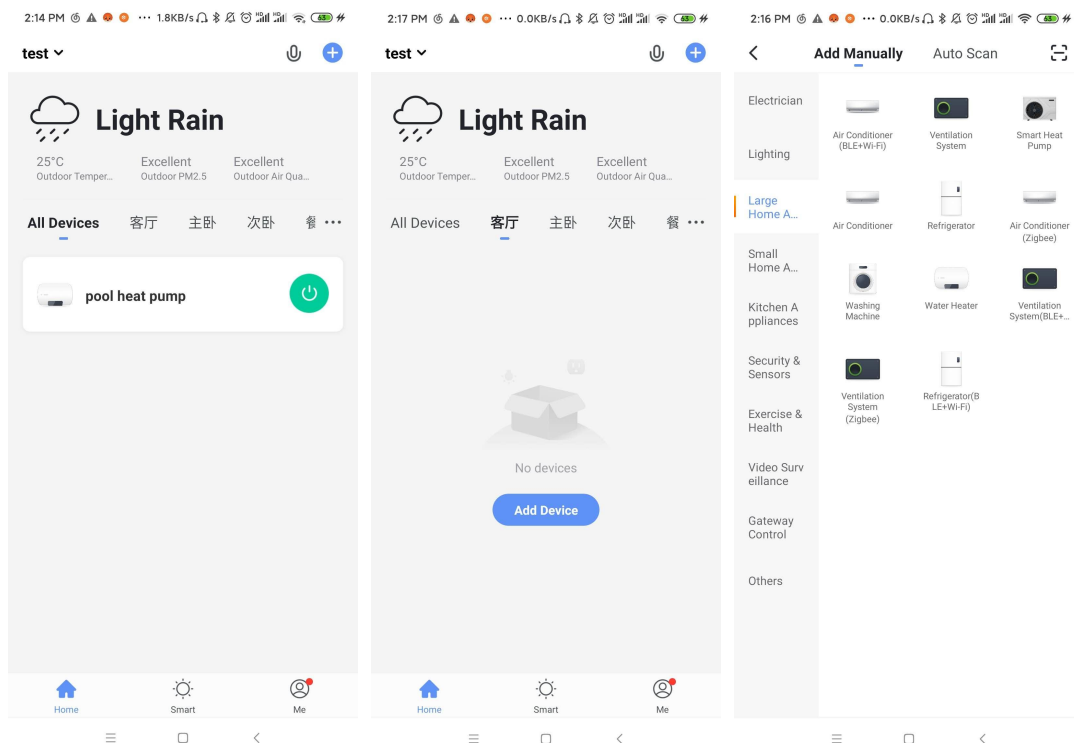 2:14 PM
1.8KB/s
63
test
Light Rain
25°C
Excellent
Excellent
Outdoor Temper...
Outdoor PM2.5
Outdoor Air Qua...
All Devices
客厅
主卧
次卧
pool heat pump
Home
Smart
Me
2:17 PM
0.0KB/s
63
test
Light Rain
25°C
Excellent
Excellent
Outdoor Temper...
Outdoor PM2.5
Outdoor Air Qua...
All Devices
客厅
主卧
次卧
餐
No devices
Add Device
Home
Smart
Me
2:16 PM
0.0KB/s
63
Add Manually
Auto Scan
Electrician
Lighting
Large
Home A...
Small
Home A...
Kitchen A
ppliances
Security &
Sensors
Exercise &
Health
Video Surv
eillance
Gateway
Control
Others
Air Conditioner
(BLE+Wi-Fi)
Ventilation
System
Smart Heat
Pump
Air Conditioner
Refrigerator
Air Conditioner
(Zigbee)
Washing
Machine
Water Heater
Ventilation
System(BLE+...
Ventilation
System
(Zigbee)
Refrigerator(B
LE+Wi-Fi)